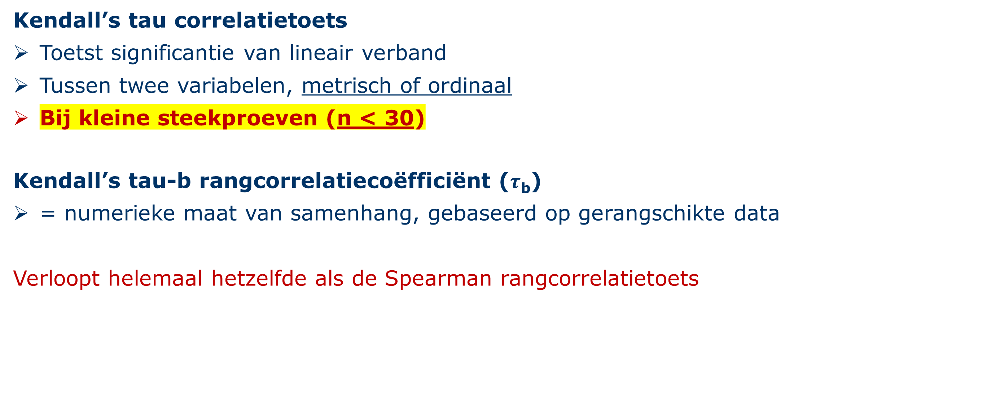 Kendall’s tau correlatietoets
➢ Toetst significantie van lineair verband
➢ Tussen twee variabelen, metrisch of ordinaal
➢ Bij kleine steekproeven (n < 30)
Kendall’s tau-b rangcorrelatiecoëfficiënt (τb)
➢ = numerieke maat van samenhang, gebaseerd op gerangschikte data
Verloopt helemaal hetzelfde als de Spearman rangcorrelatietoets